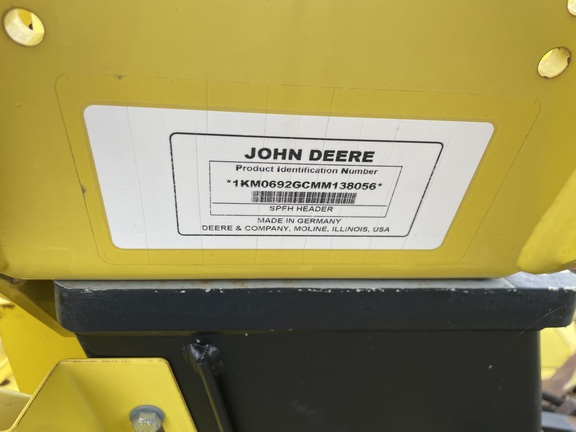 JOHN DEERE
Product Identification Number
*1KM0692GCMM138056*
SPFH HEADER
MADE IN GERMANY
DEERE & COMPANY, MOLINE, ILLINOIS, USA